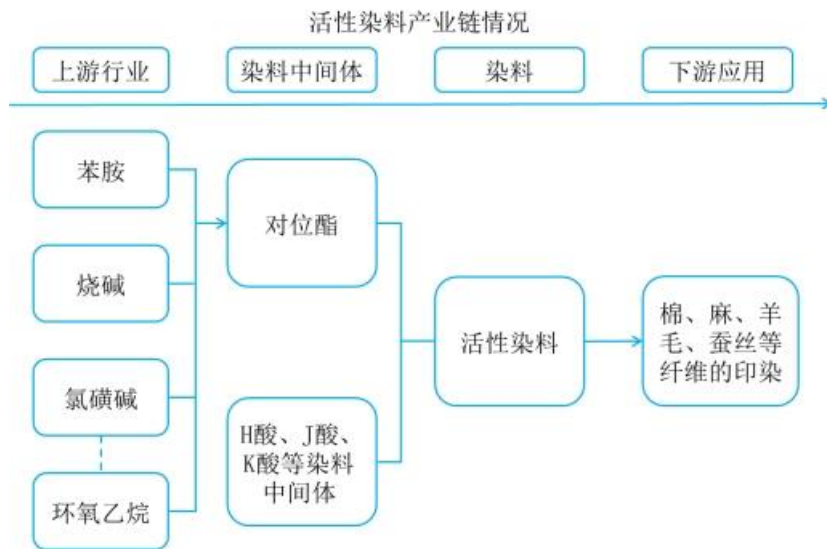 活性染料产业链情况
上游行业
染料中间体
染料
下游应用
苯胺
烧碱
氯磺碱
环氧乙烷
对位酯
H酸、J酸、
K酸等染料
中间体
活性染料
棉、麻、羊
毛、蚕丝等
纤维的印染